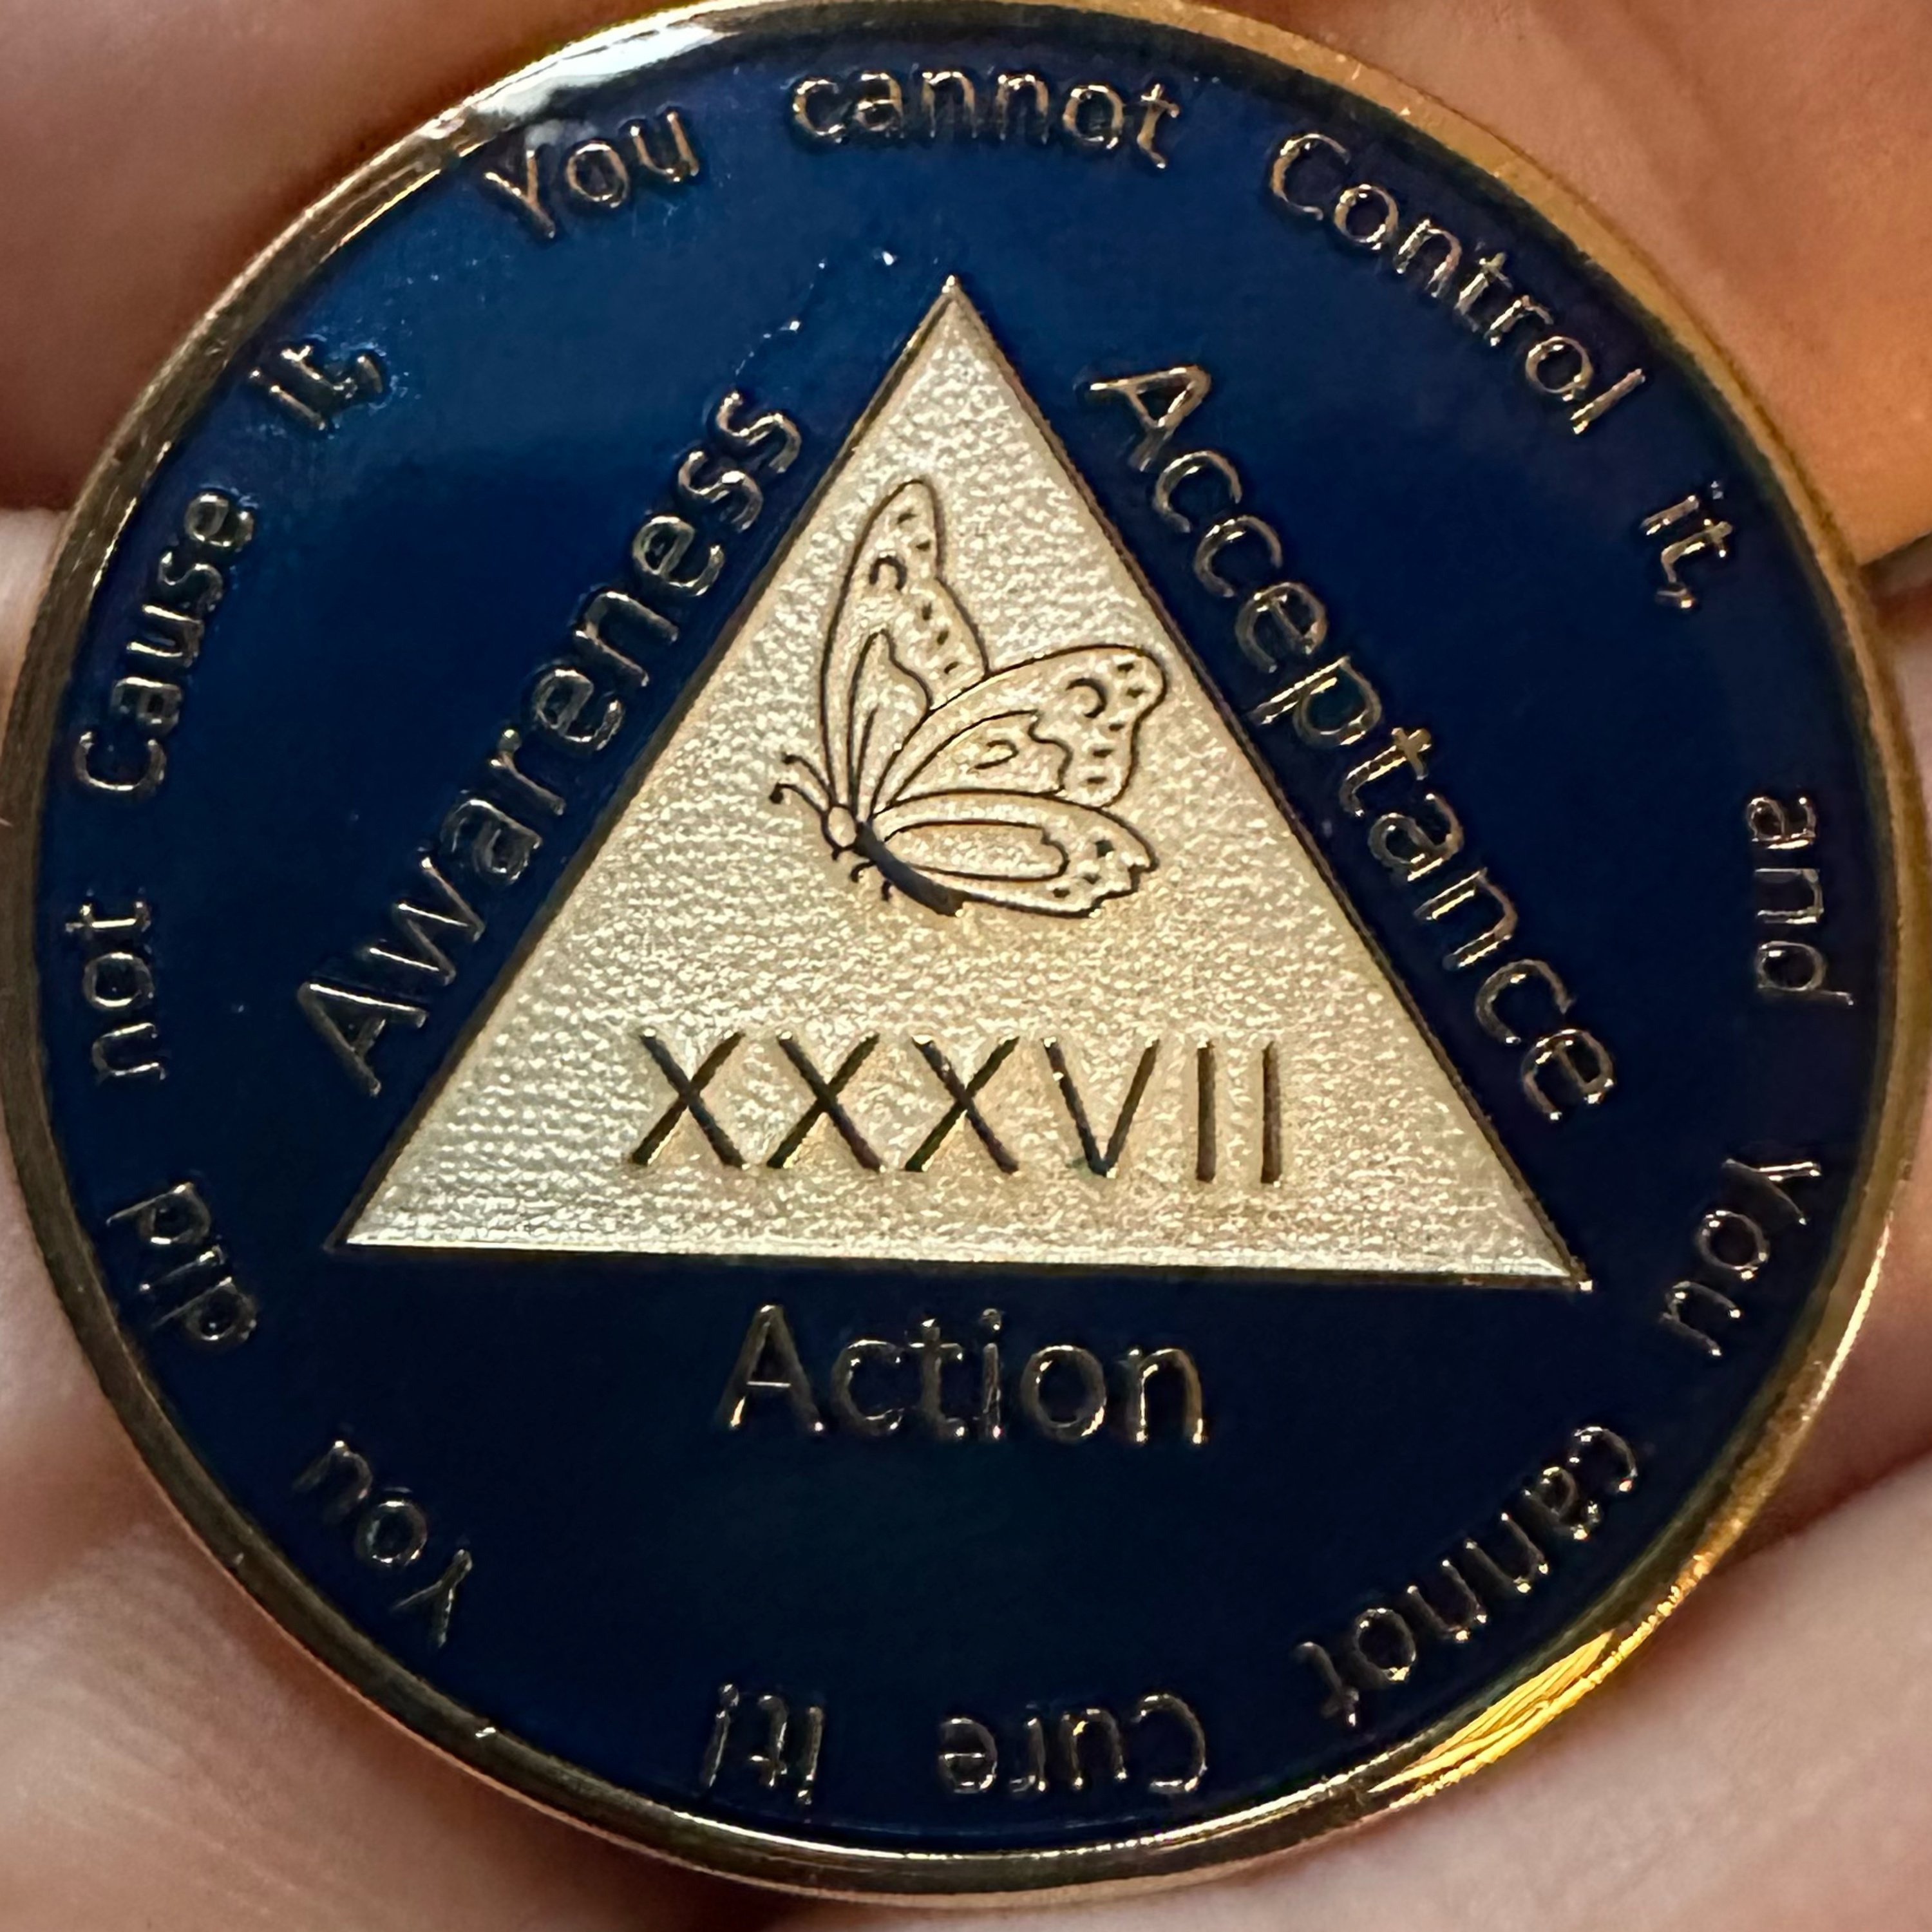 You did not Cause it, You cannot Control it, and You cannot Cure it!
Awareness
Acceptance
XXXVII
Action